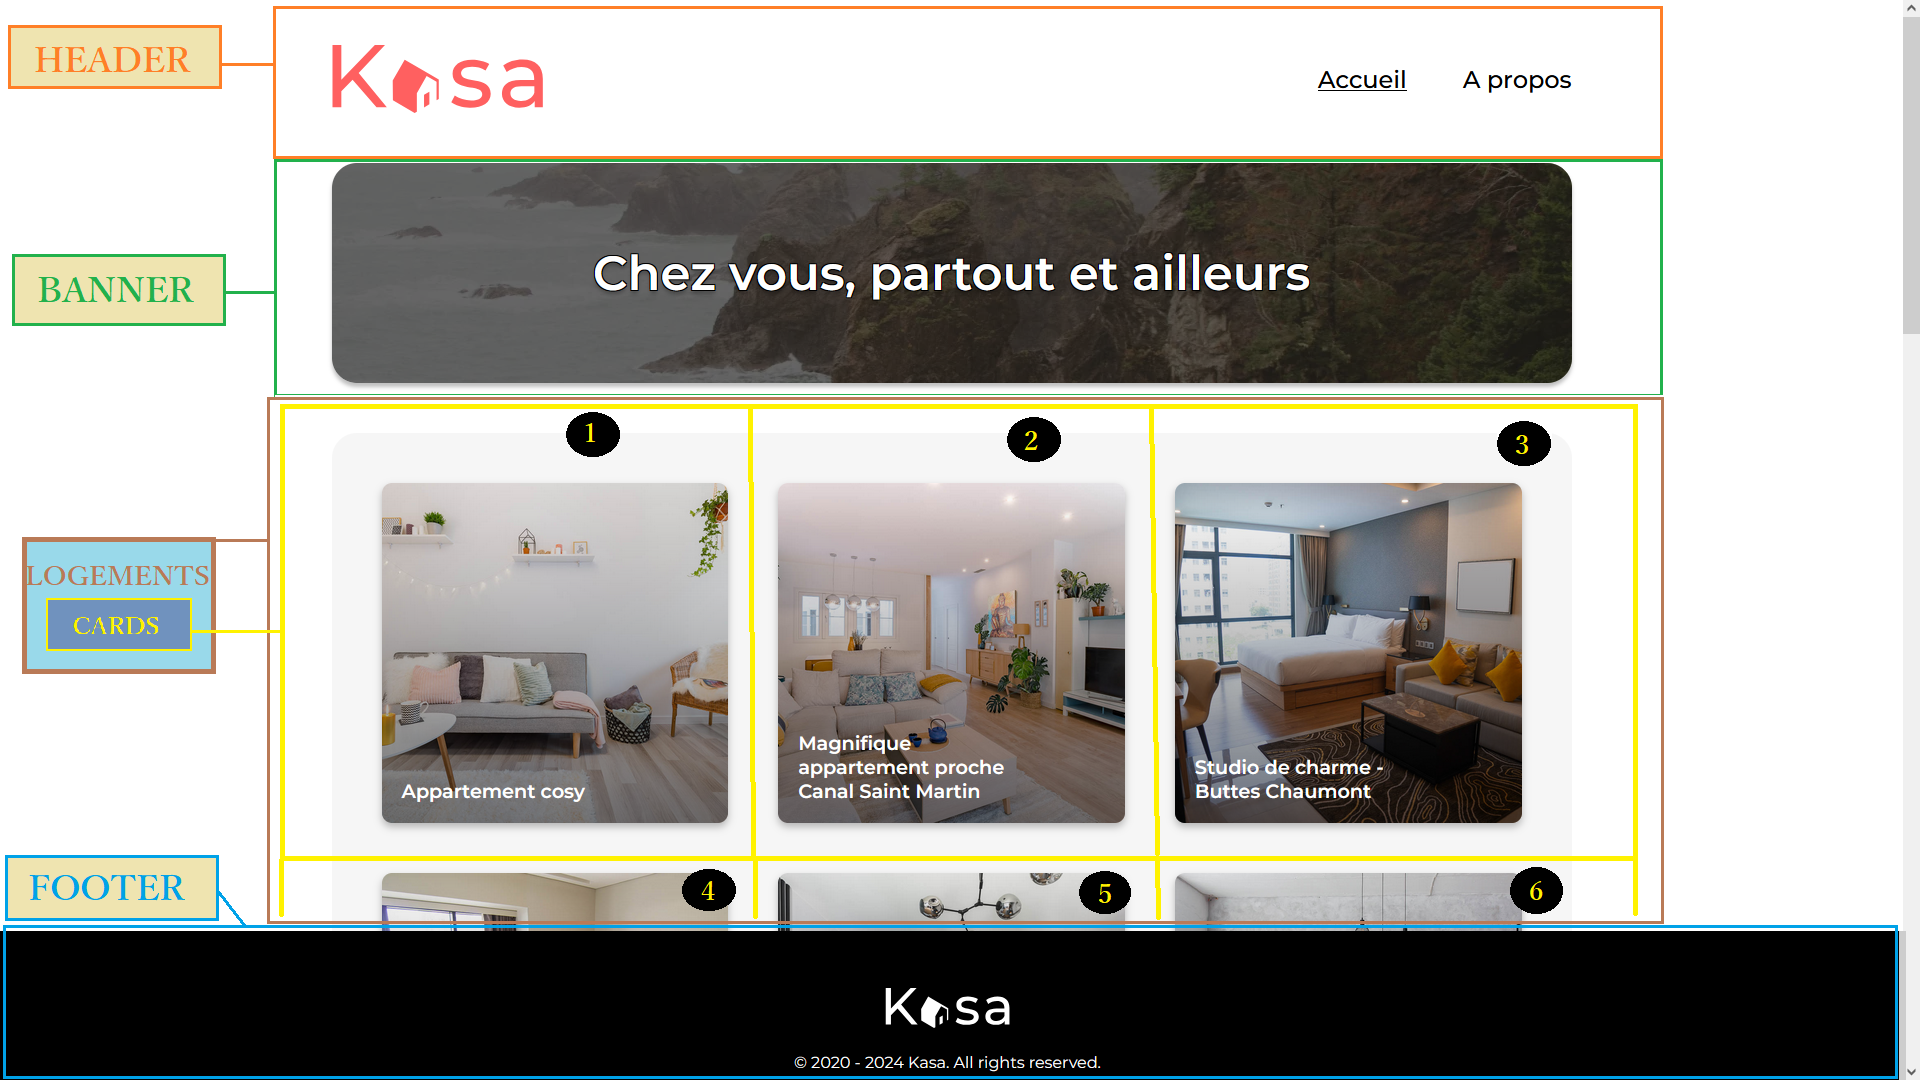 HEADER
Kasa
Accueil
A propos
BANNER
Chez vous, partout et ailleurs
LOGEMENTS
CARDS
1
2
3
Appartement cosy
Magnifique
appartement proche
Canal Saint Martin
Studio de charme -
Buttes Chaumont
4
5
6
FOOTER
Kasa
© 2020 - 2024 Kasa. All rights reserved.